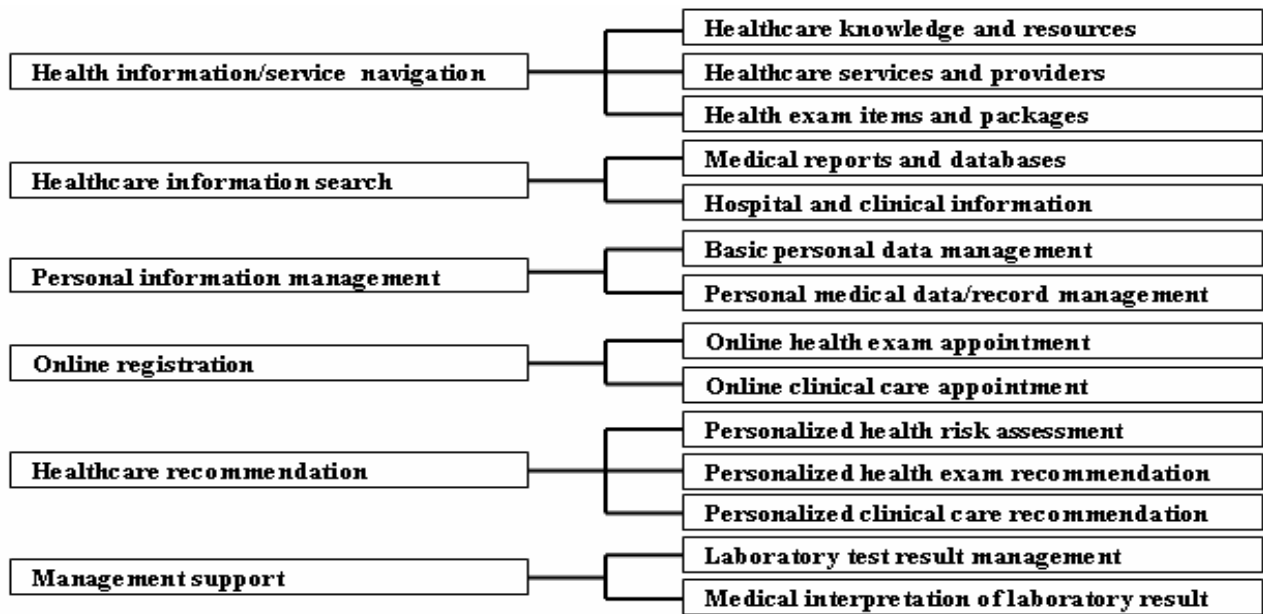 Health information/service navigation
Healthcare knowledge and resources
Healthcare services and providers
Health exam items and packages
Healthcare information search
Medical reports and databases
Hospital and clinical information
Personal information management
Basic personal data management
Personal medical data/record management
Online registration
Online health exam appointment
Online clinical care appointment
Healthcare recommendation
Personalized health risk assessment
Personalized health exam recommendation
Personalized clinical care recommendation
Management support
Laboratory test result management
Medical interpretation of laboratory result